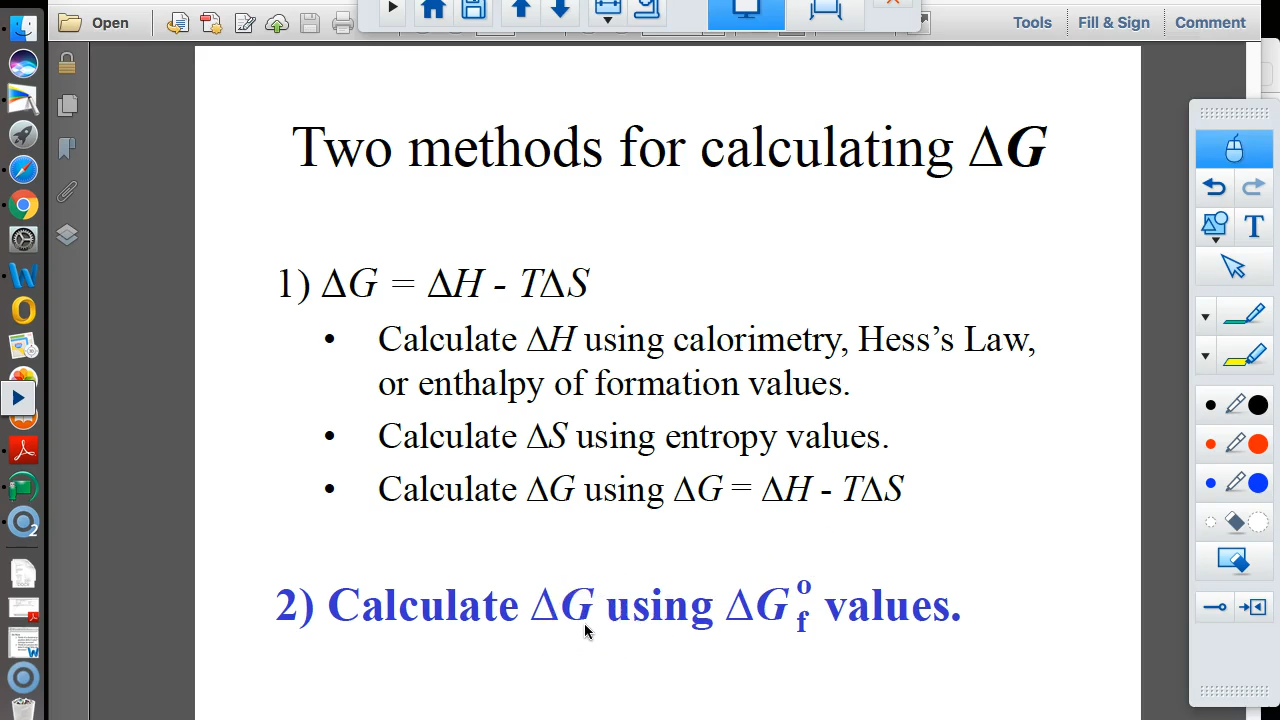 Open
Tools
Fill & Sign
Comment
Two methods for calculating ΔG
1) ΔG = ΔH - TΔS
• Calculate ΔH using calorimetry, Hess’s Law,
or enthalpy of formation values.
• Calculate ΔS using entropy values.
• Calculate ΔG using ΔG = ΔH - TΔS
2) Calculate ΔG using ΔG°f values.
T
W
2
W